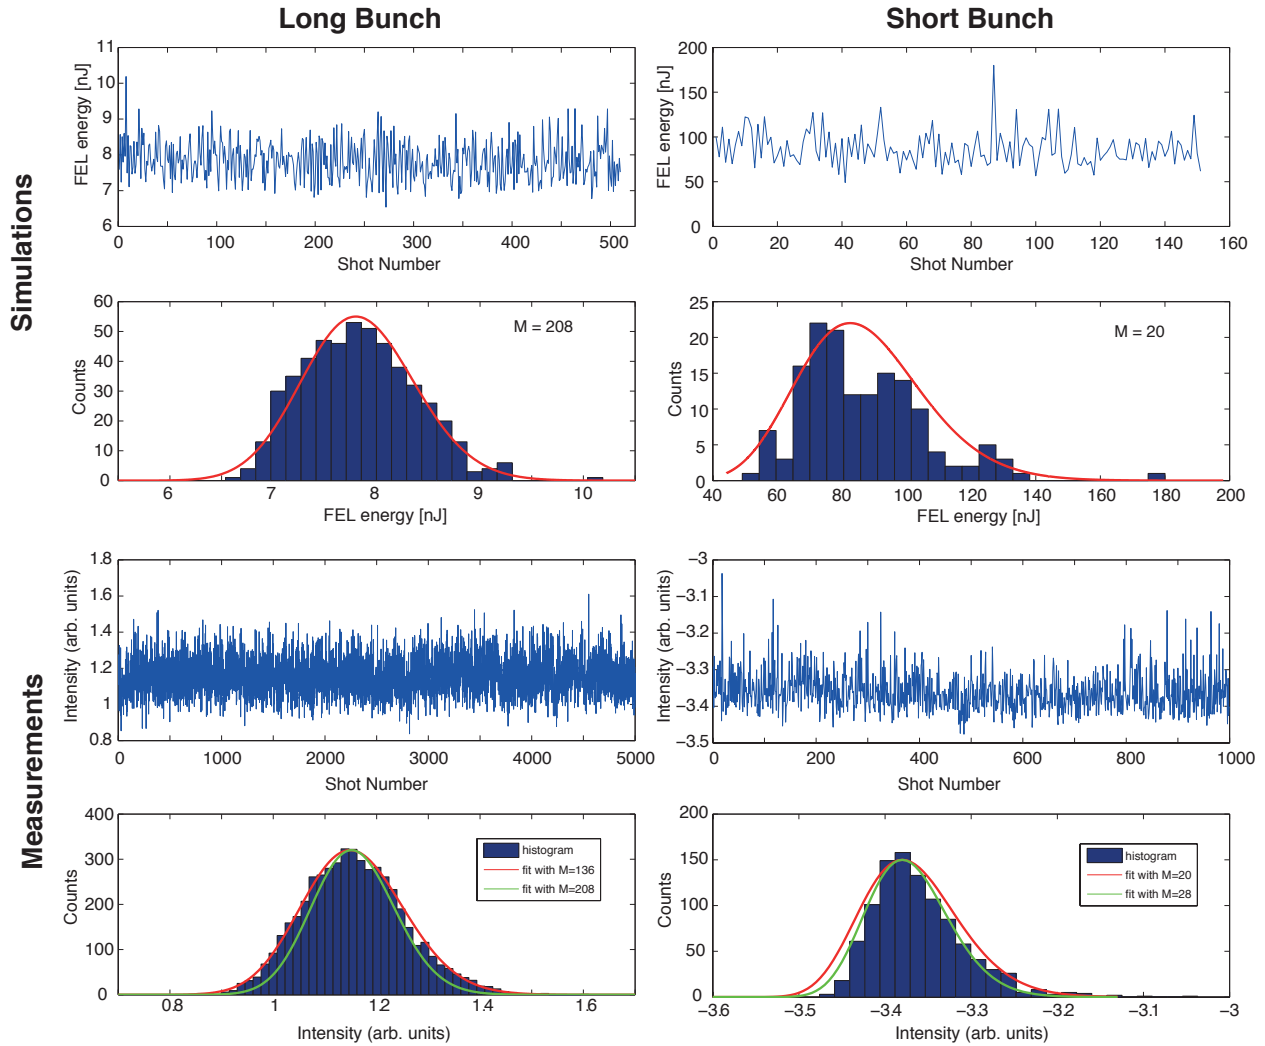 Long Bunch
Short Bunch
Simulations
Measurements
FEL energy [nJ]
11
10
9
8
7
6
0 100 200 300 400 500
Shot Number
FEL energy [nJ]
200
150
100
50
0
0 20 40 60 80 100 120 140 160
Shot Number
Counts
60
50
40
30
20
10
0
M = 208
6 7 8 9 10
FEL energy [nJ]
Counts
25
20
15
10
5
0
M = 20
40 60 80 100 120 140 160 180 200
FEL energy [nJ]
Intensity (arb. units)
1.8
1.6
1.4
1.2
1
0.8
0 1000 2000 3000 4000 5000
Shot Number
Intensity (arb. units)
−3
−3.1
−3.2
−3.3
−3.4
−3.5
0 200 400 600 800 1000
Shot Number
Counts
400
300
200
100
0
histogram
fit with M=136
fit with M=208
0.8 1 1.2 1.4 1.6
Intensity (arb. units)
Counts
200
150
100
50
0
histogram
fit with M=20
fit with M=28
−3.6 −3.5 −3.4 −3.3 −3.2 −3.1 −3
Intensity (arb. units)